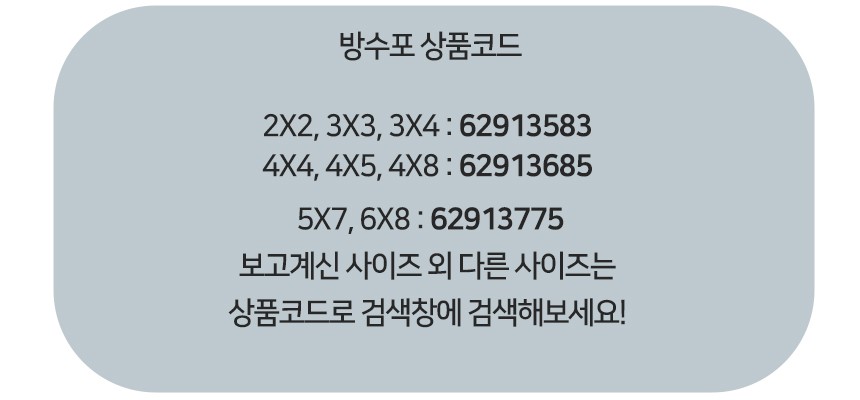 방수포 상품코드
2X2, 3X3, 3X4 : 62913583
4X4, 4X5, 4X8 : 62913685
5X7, 6X8 : 62913775
보고계신 사이즈 외 다른 사이즈는
상품코드로 검색창에 검색해보세요!